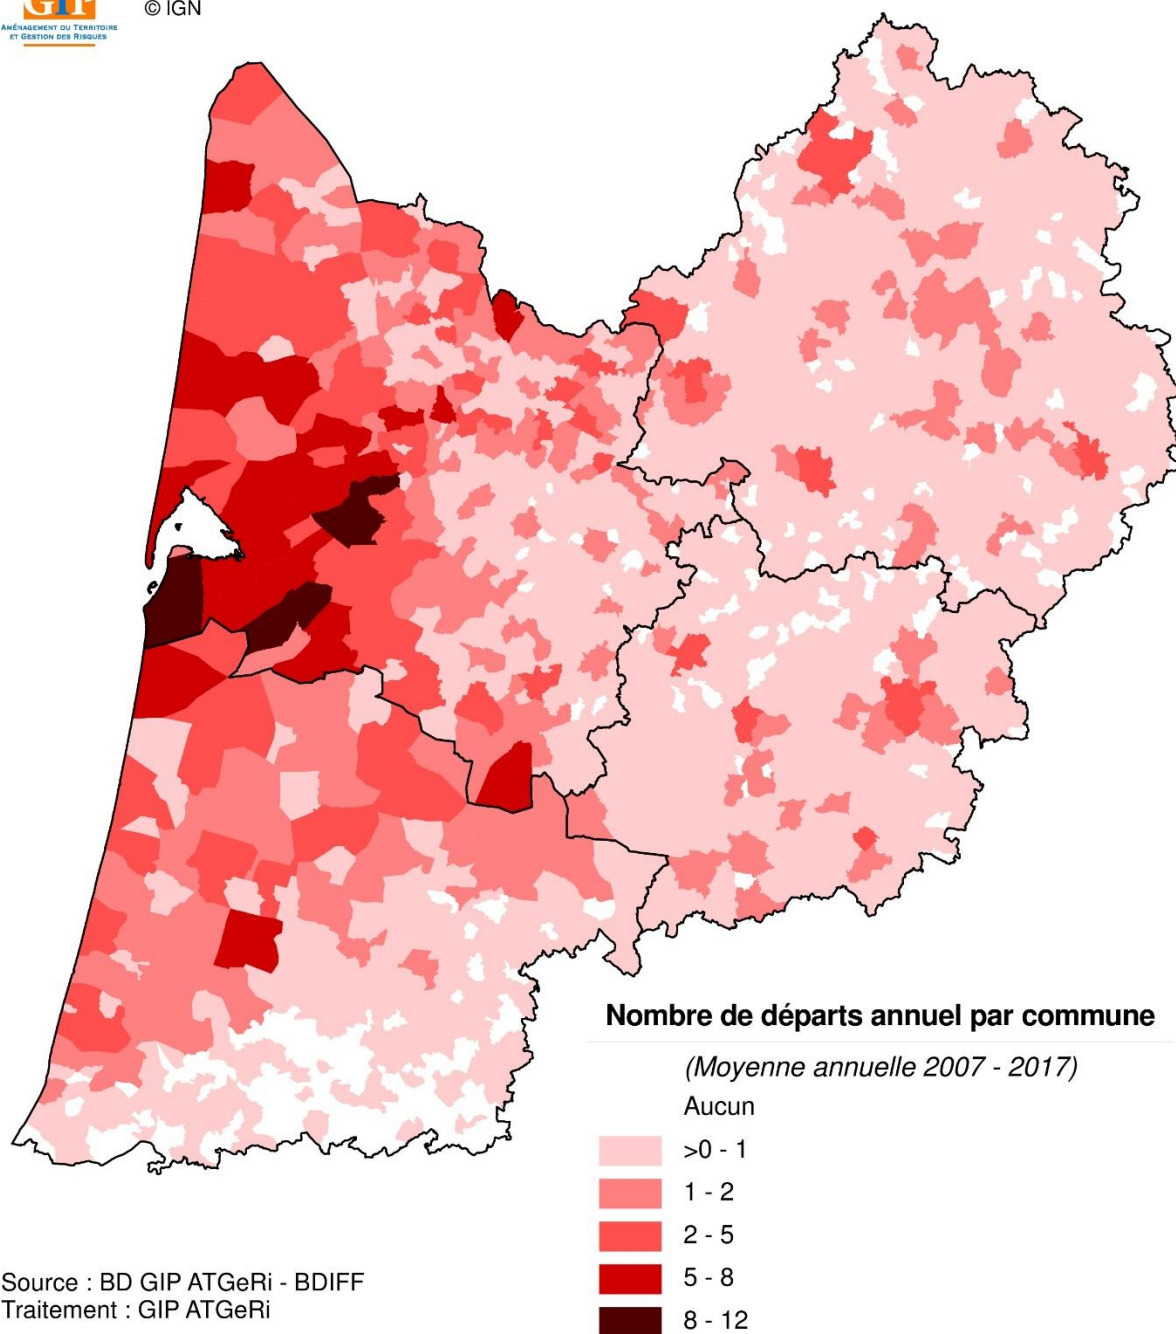 GIP
AMÉNAGEMENT DU TERRITOIRE
ET GESTION DES RISQUES
© IGN
Nombre de départs annuel par commune
(Moyenne annuelle 2007 - 2017)
Aucun
>0 - 1
1 - 2
2 - 5
5 - 8
8 - 12
Source : BD GIP ATGeRi - BDIFF
Traitement : GIP ATGeRi